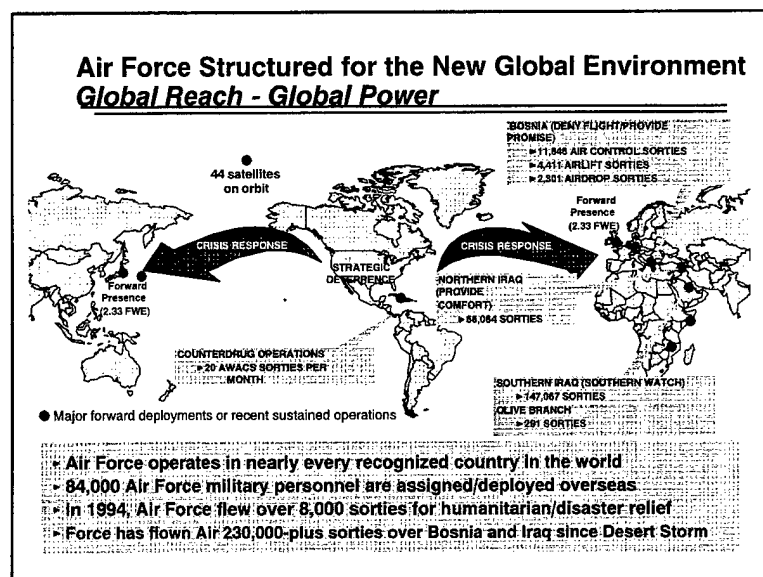 Air Force Structured for the New Global Environment
Global Reach - Global Power
BOSNIA (DENY FLIGHT/PROVIDE
PROMISE)
►11,846 AIR CONTROL SORTIES
►4,411 AIRLIFT SORTIES
►2,301 AIRDROP SORTIES
44 satellites
on orbit
Forward
Presence
(2.33 FWE)
CRISIS RESPONSE
CRISIS RESPONSE
STRATEGIC
DETERRENCE
Forward
Presence
(2.33 FWE)
NORTHERN IRAQ
(PROVIDE
COMFORT)
SORTIES
COUNTERDRUG OPERATIONS
►20 AWACS SORTIES PER
MONTH
SOUTHERN IRAQ (SOUTHERN WATCH)
►147,067 SORTIES
OLIVE BRANCH
►291 SORTIES
● Major forward deployments or recent sustained operations
► Air Force operates in nearly every recognized country in the world
► 84,000 Air Force military personnel are assigned/deployed overseas
► In 1994, Air Force flew over 8,000 sorties for humanitarian/disaster relief
► Force has flown Air 230,000-plus sorties over Bosnia and Iraq since Desert Storm